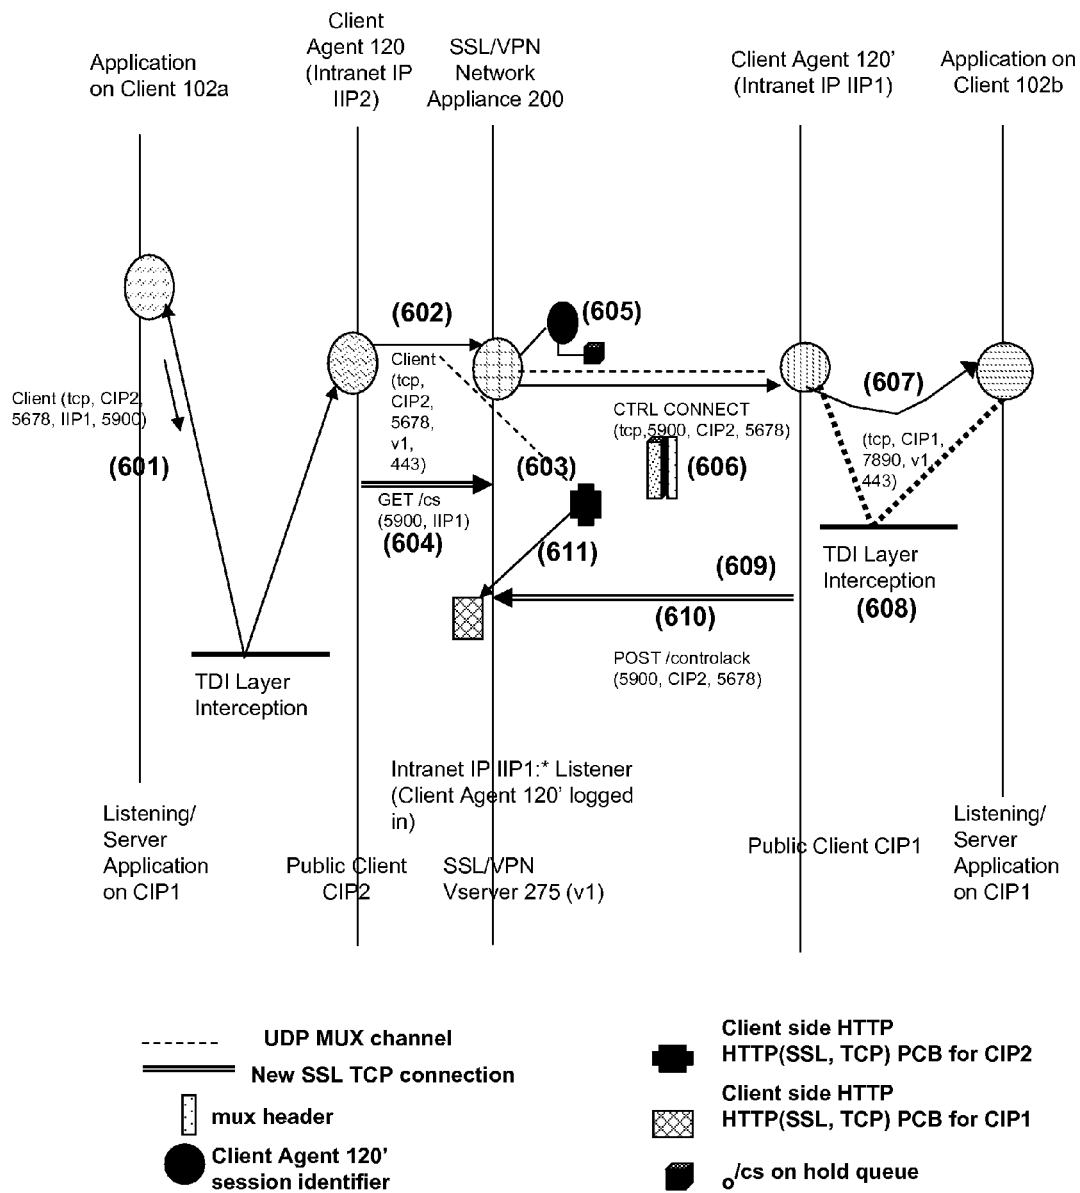 Application
on Client 102a
Client
Agent 120
(Intranet IP
IIP2)
SSL/VPN
Network
Appliance 200
Client Agent 120'
(Intranet IP IIP1)
Application on
Client 102b
(602)
(605)
(607)
Client
(tcp,
CIP2,
5678,
v1,
443)
CTRL CONNECT
(tcp,5900, CIP2, 5678)
Client (tcp, CIP2,
5678, IIP1, 5900)
(601)
(603)
(606)
(tcp, CIP1,
7890, v1,
443)
GET /cs
(5900, IIP1)
(604)
(611)
(609)
(610)
TDI Layer
Interception
(608)
POST /controlack
(5900, CIP2, 5678)
TDI Layer
Interception
Intranet IP IIP1:* Listener
(Client Agent 120' logged
in)
Listening/
Server
Application
on CIP1
Public Client
CIP2
SSL/VPN
Vserver 275 (v1)
Public Client CIP1
Listening/
Server
Application
on CIP1
UDP MUX channel
New SSL TCP connection
mux header
Client Agent 120'
session identifier
Client side HTTP
HTTP(SSL, TCP) PCB for CIP2
Client side HTTP
HTTP(SSL, TCP) PCB for CIP1
o/cs on hold queue